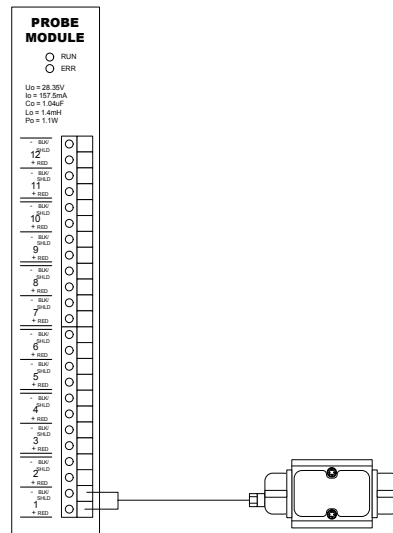 PROBE
MODULE
RUN
ERR
Uo = 28.35V
Io = 157.5mA
Co = 1.04uF
Lo = 1.4mH
Po = 1.1W
- BLK/
SHLD
12
+ RED
- BLK/
SHLD
11
+ RED
- BLK/
SHLD
10
+ RED
- BLK/
SHLD
9
+ RED
- BLK/
SHLD
8
+ RED
- BLK/
SHLD
7
+ RED
- BLK/
SHLD
6
+ RED
- BLK/
SHLD
5
+ RED
- BLK/
SHLD
4
+ RED
- BLK/
SHLD
3
+ RED
- BLK/
SHLD
2
+ RED
- BLK/
SHLD
1
+ RED